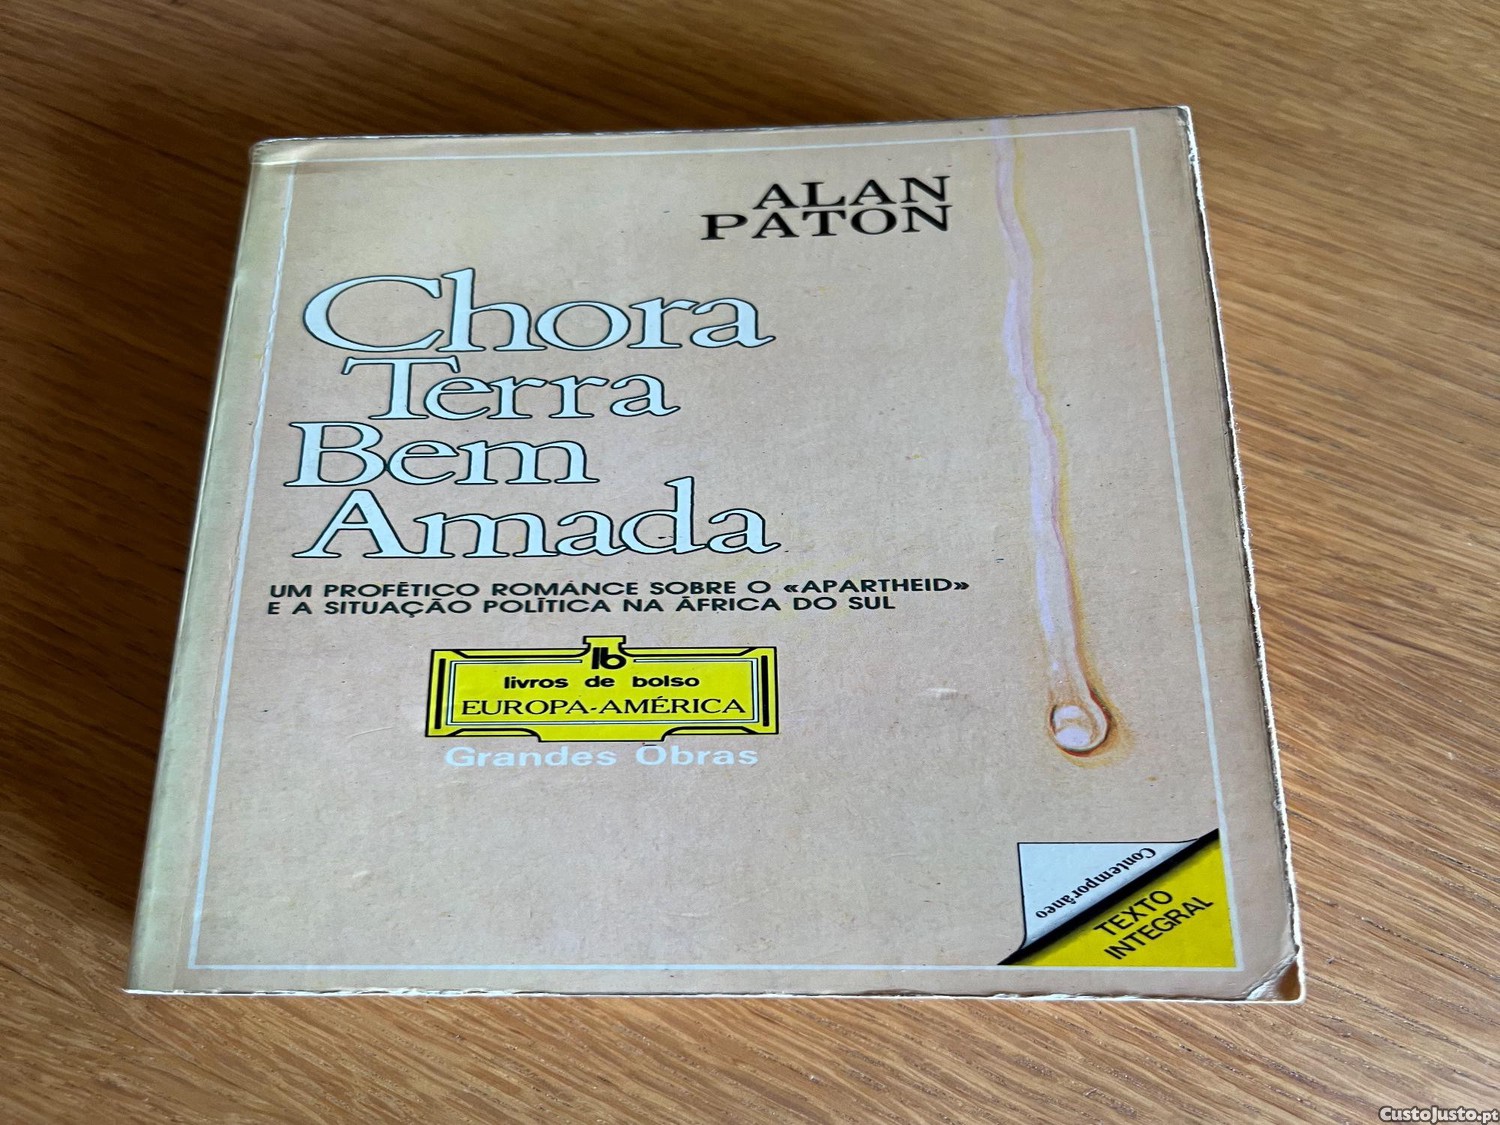 ALAN
PATON
Chora
Terra
Bem
Amada
UM PROFÉTICO ROMANCE SOBRE O «APARTHEID»
E A SITUAÇÃO POLÍTICA NA ÁFRICA DO SUL
lb
livros de bolso
EUROPA-AMÉRICA
Grandes Obras
Contemporâneo
TEXTO
INTEGRAL
CustoJusto.pt